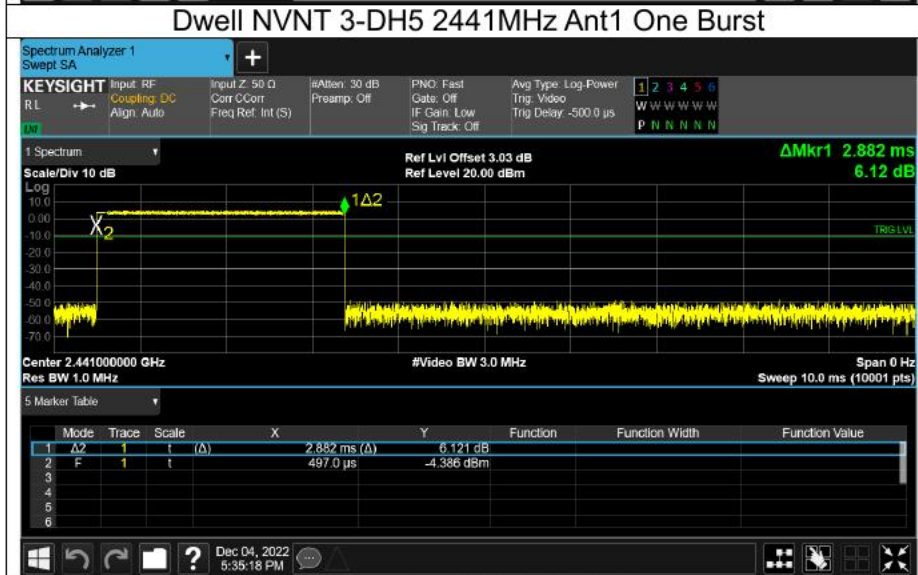 Dwell NVNT 3-DH5 2441MHz Ant1 One Burst
Spectrum Analyzer 1
Swept SA
+
KEYSIGHT Input: RF Input Z: 50 Ω #Atten: 30 dB PNO: Fast Avg Type: Log-Power 1 2 3 4 5 6
RL Coupling: DC Corr CCorr Preamp: Off Gate: Off Trig: Video W W W W W W
Align: Auto Freq Ref: Int (S) IF Gain: Low Trig Delay: -500.0 µs P N N N N N
LXI Sig Track: Off
1 Spectrum Ref Lvl Offset 3.03 dB ΔMkr1 2.882 ms
Scale/Div 10 dB Ref Level 20.00 dBm 6.12 dB
Log
10.0 1Δ2
0.00
-10.0 X2 TRIG LVL
-20.0
-30.0
-40.0
-50.0
-60.0
-70.0
Center 2.441000000 GHz #Video BW 3.0 MHz Span 0 Hz
Res BW 1.0 MHz Sweep 10.0 ms (10001 pts)
5 Marker Table
Mode Trace Scale X Y Function Function Width Function Value
1 Δ2 1 t (Δ) 2.882 ms (Δ) 6.121 dB
2 F 1 t 497.0 µs -4.386 dBm
3
4
5
6
? Dec 04, 2022
5:35:18 PM